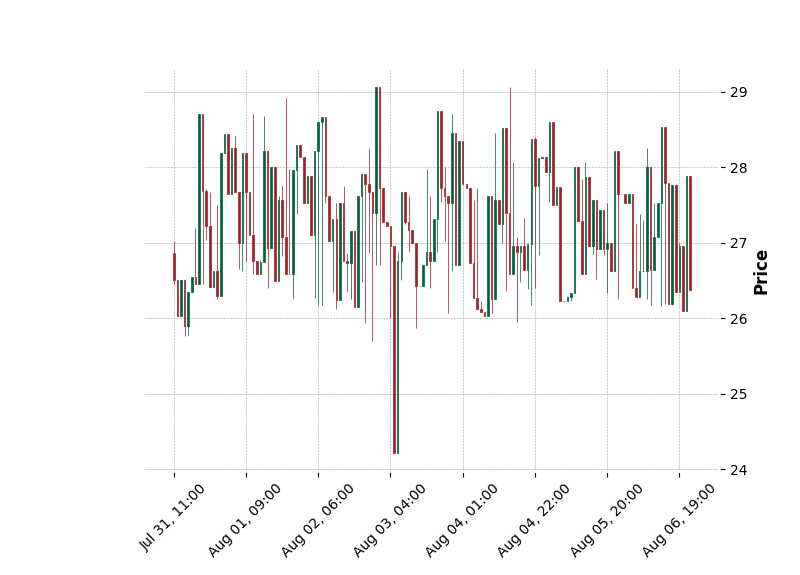 29
28
27
26
25
24
Price
Jul 31, 11:00
Aug 01, 09:00
Aug 02, 06:00
Aug 03, 04:00
Aug 04, 01:00
Aug 04, 22:00
Aug 05, 20:00
Aug 06, 19:00